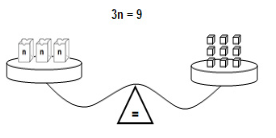 3n = 9
n n n
=